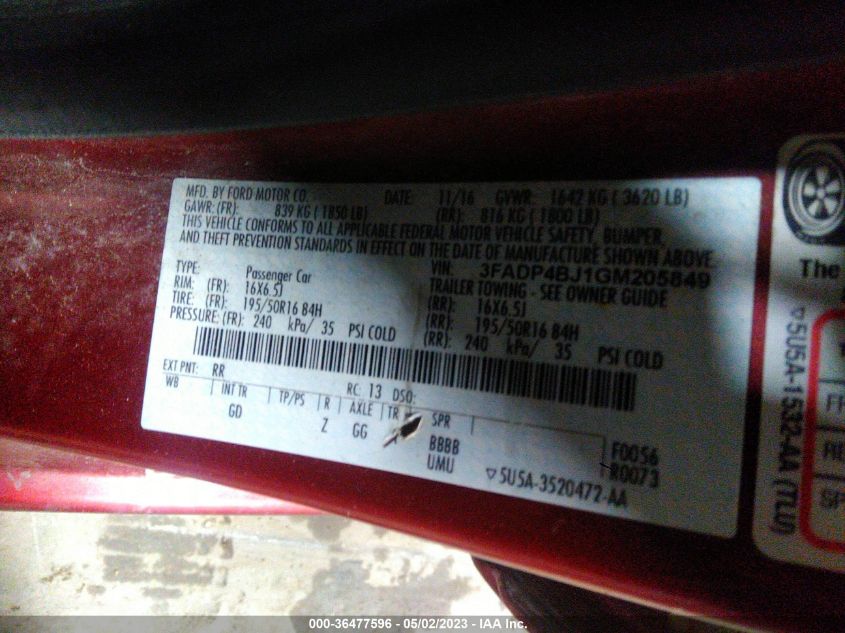 MFD. BY FORD MOTOR CO. DATE: 11/16 GVWR: 1642 KG ( 3620 LB)
GAWR: (FR): 839 KG ( 1850 LB) (RR): 816 KG ( 1800 LB)
THIS VEHICLE CONFORMS TO ALL APPLICABLE FEDERAL MOTOR VEHICLE SAFETY, BUMPER,
AND THEFT PREVENTION STANDARDS IN EFFECT ON THE DATE OF MANUFACTURE SHOWN ABOVE.
VIN: 3FADP4BJ1GM205849
TYPE: Passenger Car TRAILER TOWING - SEE OWNER GUIDE
RIM: (FR): 16X6.5J (RR): 16X6.5J
TIRE: (FR): 195/50R16 84H (RR): 195/50R16 84H
PRESSURE: (FR): 240 kPa/ 35 PSI COLD (RR): 240 kPa/ 35 PSI COLD
EXT PNT: RR RC: 13 DSO:
WB INT TR TP/PS R AXLE TR SPR
GD Z GG BBBB
UMU
F0056
R0073
▽5U5A-3520472-AA
The
▽5U5A-1532-AA (TLU)
FR
SP
000-36477596 - 05/02/2023 - IAA Inc.